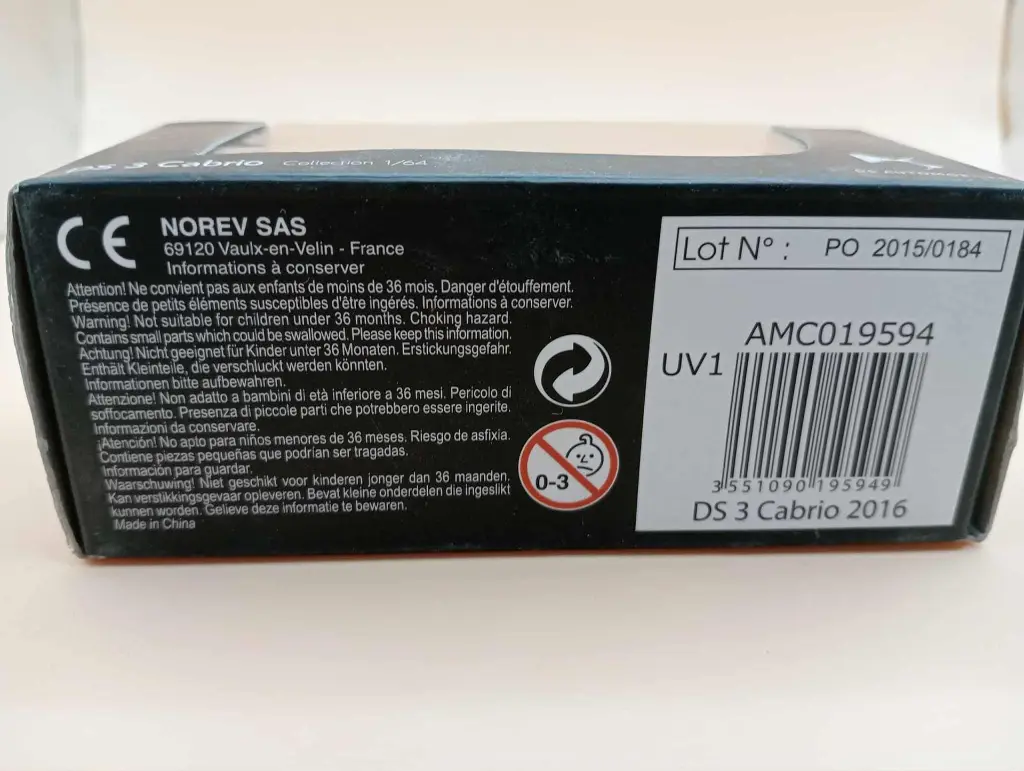 DS 3 Cabrio Collection 1/64
DS AUTOMOBILES
CE
NOREV SAS
69120 Vaulx-en-Velin - France
Informations à conserver
Attention! Ne convient pas aux enfants de moins de 36 mois. Danger d'étouffement.
Présence de petits éléments susceptibles d'être ingérés. Informations à conserver.
Warning! Not suitable for children under 36 months. Choking hazard.
Contains small parts which could be swallowed. Please keep this information.
Achtung! Nicht geeignet für Kinder unter 36 Monaten. Erstickungsgefahr.
Enthält Kleinteile, die verschluckt werden könnten.
Informationen bitte aufbewahren.
Attenzione! Non adatto a bambini di età inferiore a 36 mesi. Pericolo di
soffocamento. Presenza di piccole parti che potrebbero essere ingerite.
Informazioni da conservare.
¡Atención! No apto para niños menores de 36 meses. Riesgo de asfixia.
Contiene piezas pequeñas que podrían ser tragadas.
Información para guardar.
Waarschuwing! Niet geschikt voor kinderen jonger dan 36 maanden.
Kan verstikkingsgevaar opleveren. Bevat kleine onderdelen die ingeslikt
kunnen worden. Gelieve deze informatie te bewaren.
Made in China
0-3
Lot N° : PO 2015/0184
AMC019594
UV1
3 551090 195949
DS 3 Cabrio 2016